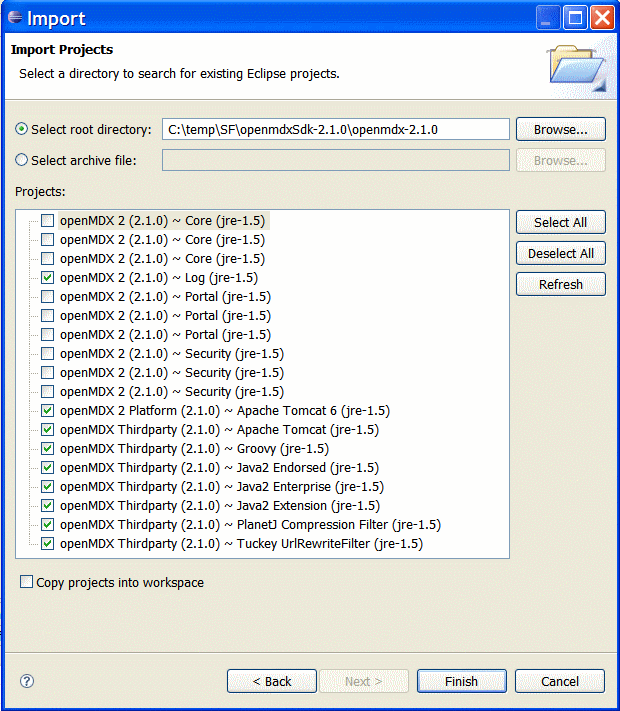 Import
Import Projects
Select a directory to search for existing Eclipse projects.
Select root directory: C:\temp\SF\openmdxSdk-2.1.0\openmdx-2.1.0 Browse...
Select archive file: Browse...
Projects:
openMDX 2 (2.1.0) ~ Core (jre-1.5)
openMDX 2 (2.1.0) ~ Core (jre-1.5)
openMDX 2 (2.1.0) ~ Core (jre-1.5)
openMDX 2 (2.1.0) ~ Log (jre-1.5)
openMDX 2 (2.1.0) ~ Portal (jre-1.5)
openMDX 2 (2.1.0) ~ Portal (jre-1.5)
openMDX 2 (2.1.0) ~ Portal (jre-1.5)
openMDX 2 (2.1.0) ~ Security (jre-1.5)
openMDX 2 (2.1.0) ~ Security (jre-1.5)
openMDX 2 (2.1.0) ~ Security (jre-1.5)
openMDX 2 Platform (2.1.0) ~ Apache Tomcat 6 (jre-1.5)
openMDX Thirdparty (2.1.0) ~ Apache Tomcat (jre-1.5)
openMDX Thirdparty (2.1.0) ~ Groovy (jre-1.5)
openMDX Thirdparty (2.1.0) ~ Java2 Endorsed (jre-1.5)
openMDX Thirdparty (2.1.0) ~ Java2 Enterprise (jre-1.5)
openMDX Thirdparty (2.1.0) ~ Java2 Extension (jre-1.5)
openMDX Thirdparty (2.1.0) ~ PlanetJ Compression Filter (jre-1.5)
openMDX Thirdparty (2.1.0) ~ Tuckey UrlRewriteFilter (jre-1.5)
Select All
Deselect All
Refresh
Copy projects into workspace
? < Back Next > Finish Cancel